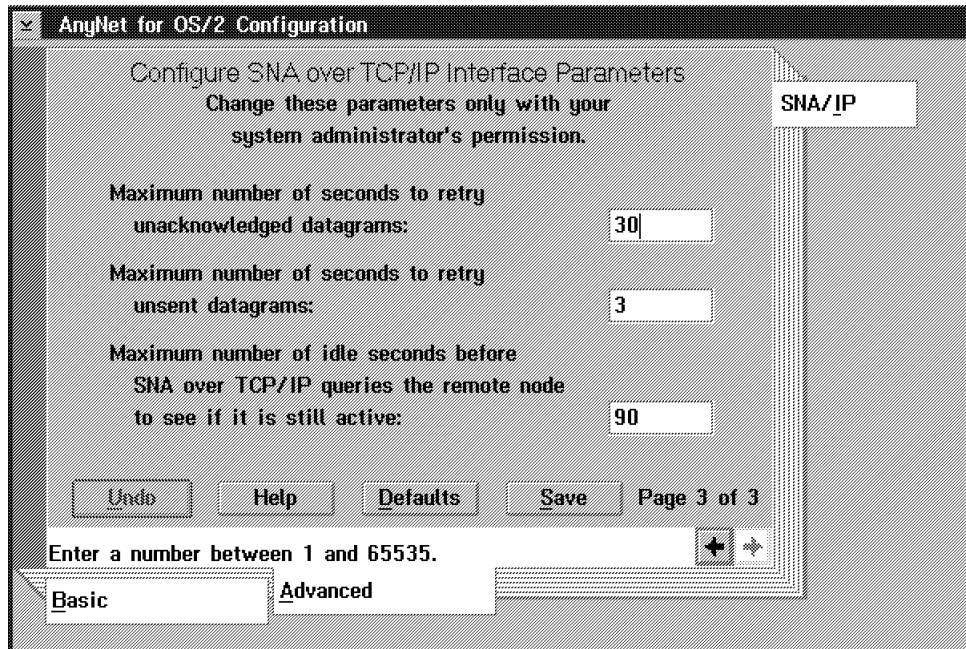 AnyNet for OS/2 Configuration
Configure SNA over TCP/IP Interface Parameters
Change these parameters only with your
system administrator's permission.
SNA/IP
Maximum number of seconds to retry
unacknowledged datagrams: 30
Maximum number of seconds to retry
unsent datagrams: 3
Maximum number of idle seconds before
SNA over TCP/IP queries the remote node
to see if it is still active: 90
Undo Help Defaults Save Page 3 of 3
Enter a number between 1 and 65535.
Basic Advanced